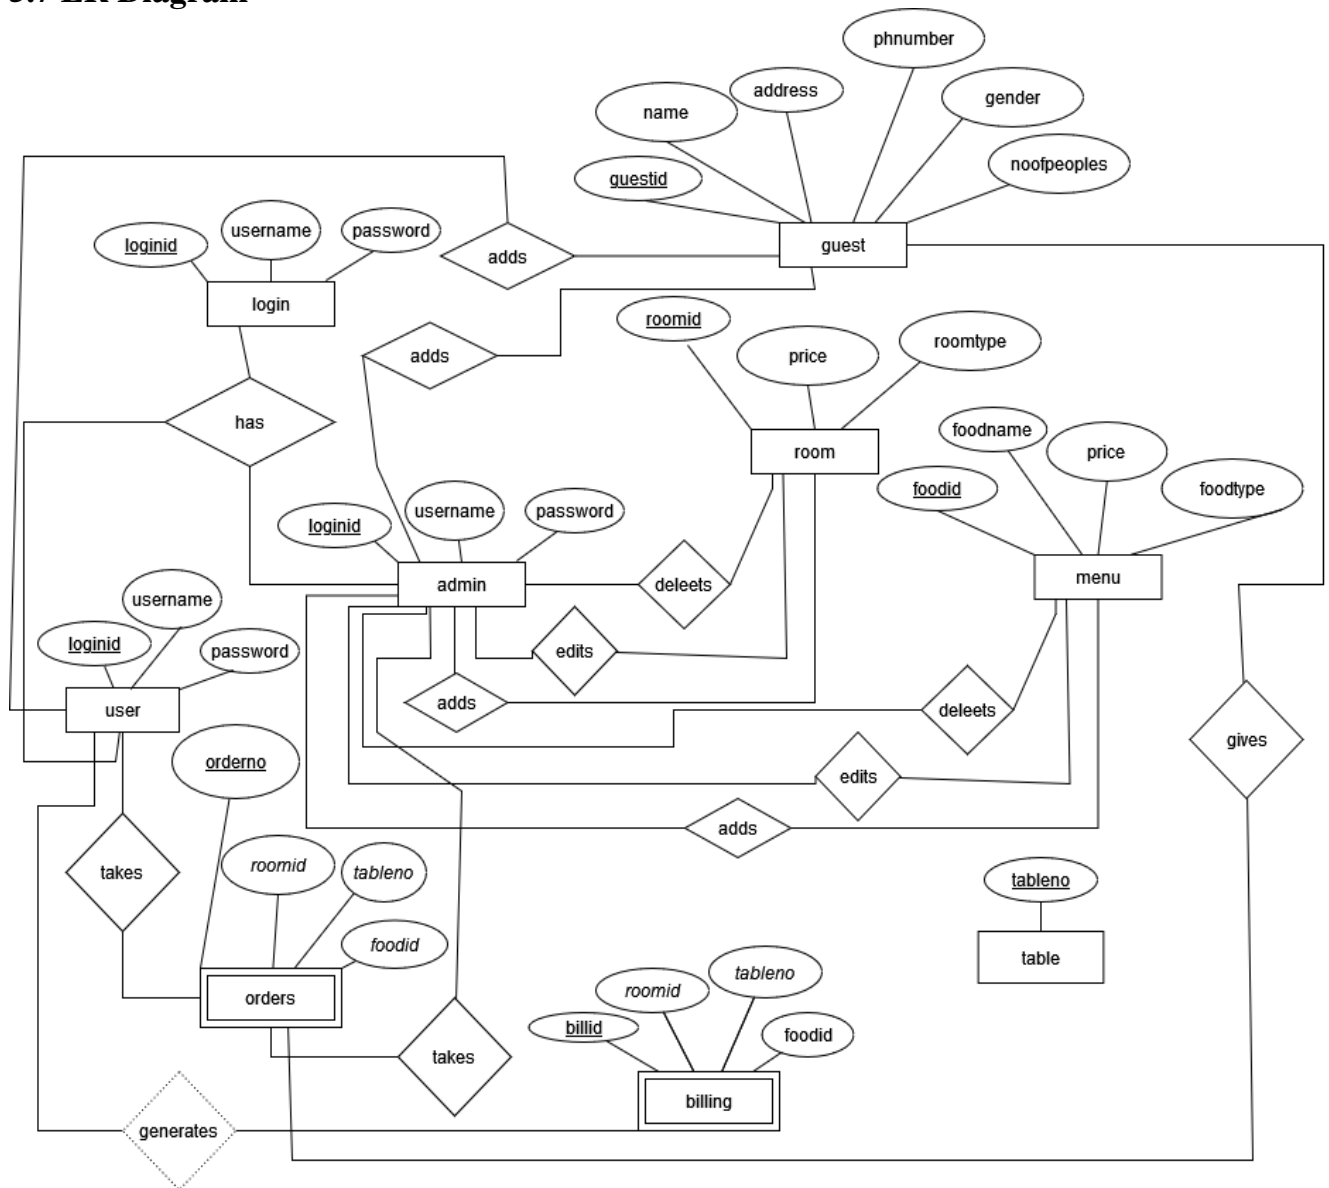 3.7 ER Diagram
phnumber
address
gender
name
noofpeoples
guestid
username
password
loginid
guest
adds
login
roomid
roomtype
price
adds
has
foodname
room
price
foodid
foodtype
username
password
loginid
menu
admin
deleets
username
loginid
password
edits
adds
user
deleets
gives
orderno
edits
adds
roomid
tableno
takes
tableno
foodid
table
tableno
roomid
orders
billid
foodid
takes
billing
generates